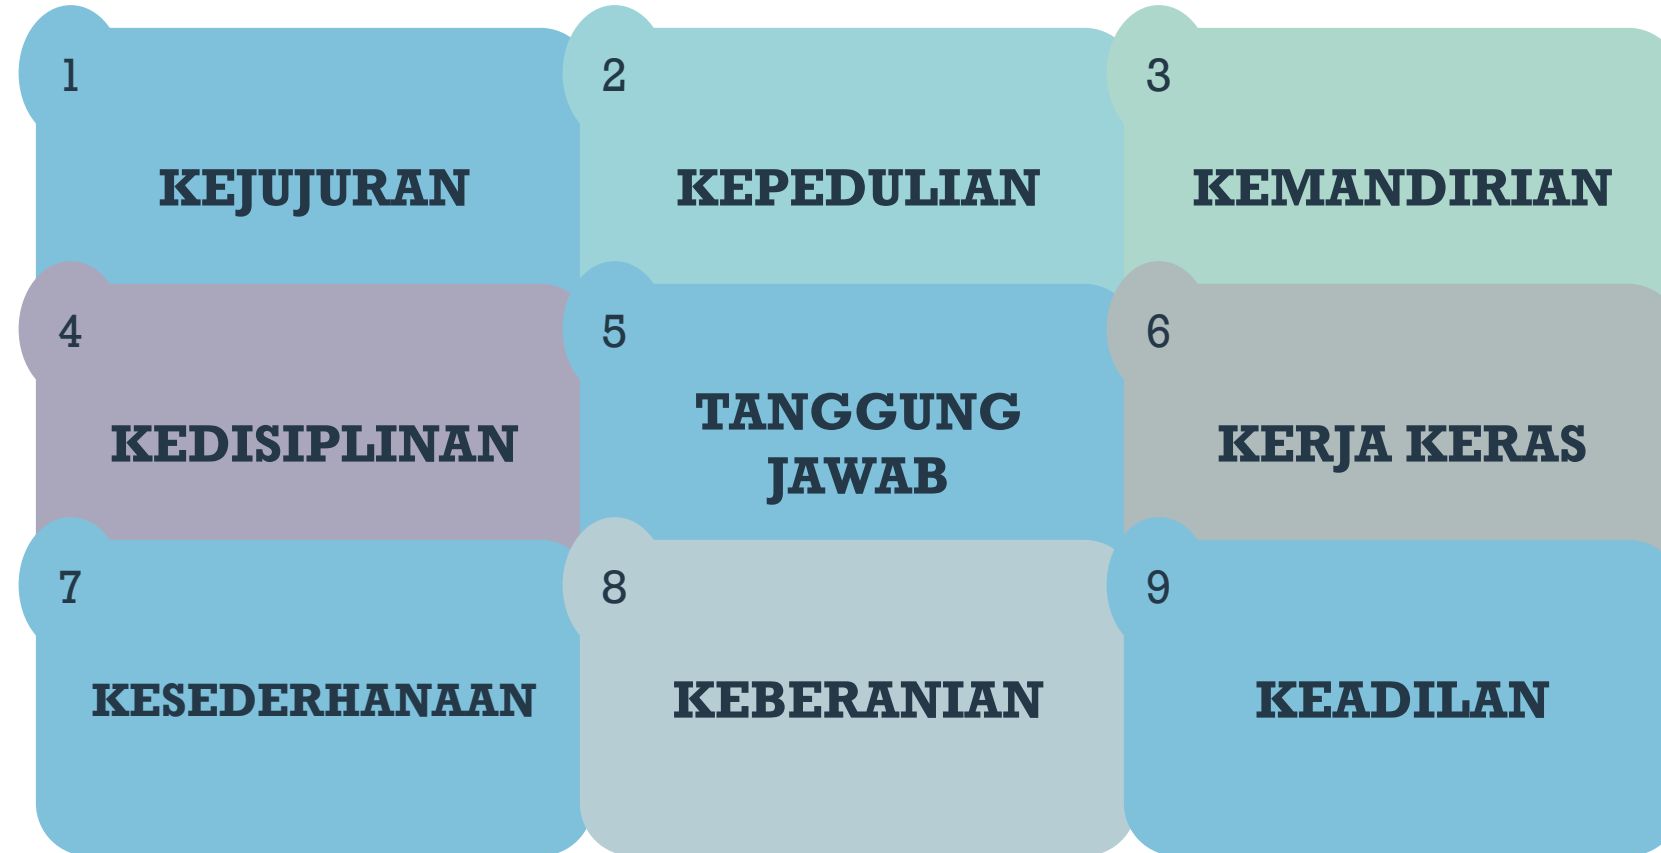 1
KEJUJURAN
2
KEPEDULIAN
3
KEMANDIRIAN
4
KEDISIPLINAN
5
TANGGUNG
JAWAB
6
KERJA KERAS
7
KESEDERHANAAN
8
KEBERANIAN
9
KEADILAN